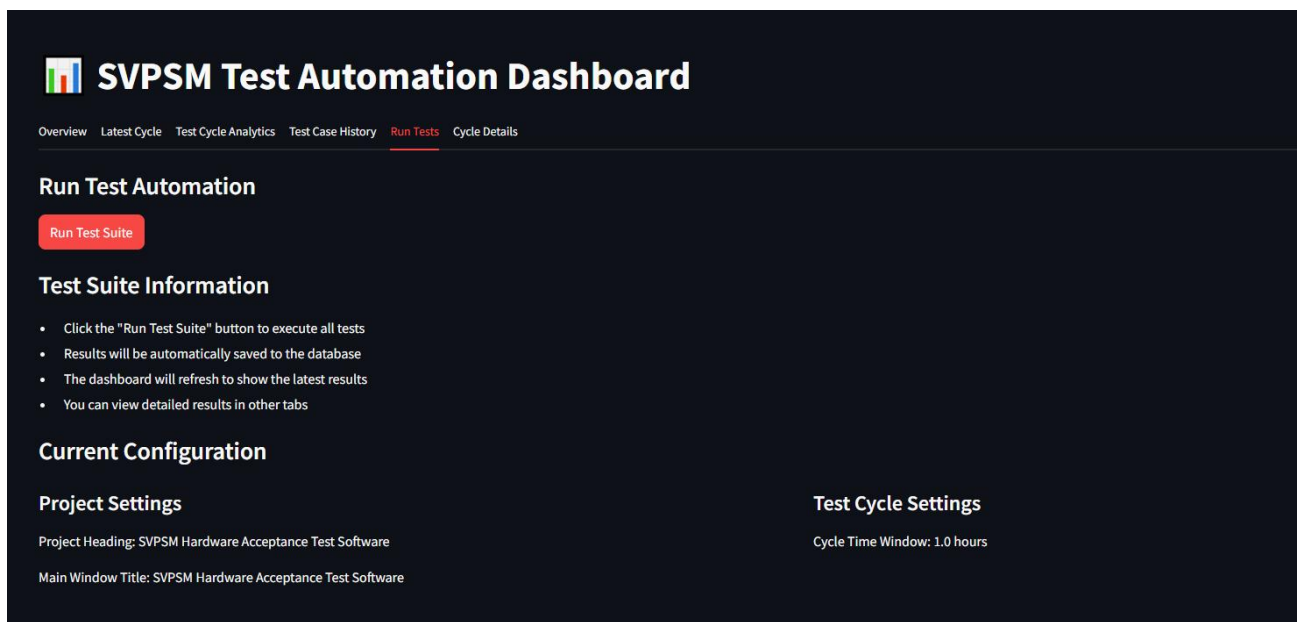 SVPSM Test Automation Dashboard
Overview Latest Cycle Test Cycle Analytics Test Case History Run Tests Cycle Details
Run Test Automation
Run Test Suite
Test Suite Information
• Click the "Run Test Suite" button to execute all tests
• Results will be automatically saved to the database
• The dashboard will refresh to show the latest results
• You can view detailed results in other tabs
Current Configuration
Project Settings
Project Heading: SVPSM Hardware Acceptance Test Software
Main Window Title: SVPSM Hardware Acceptance Test Software
Test Cycle Settings
Cycle Time Window: 1.0 hours